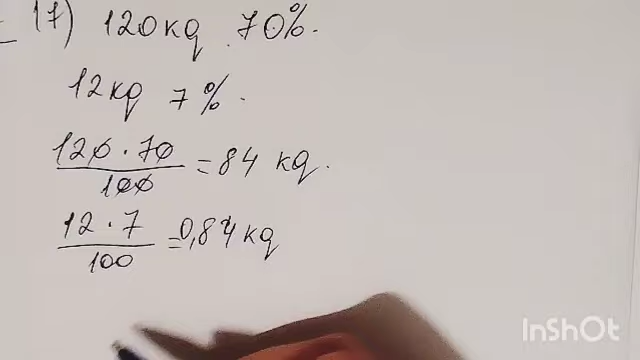 17) 120kq 70%.
12kq 7%.
120 · 70
100
= 84 kq.
12 · 7
100
= 0,84 kq
InShOt